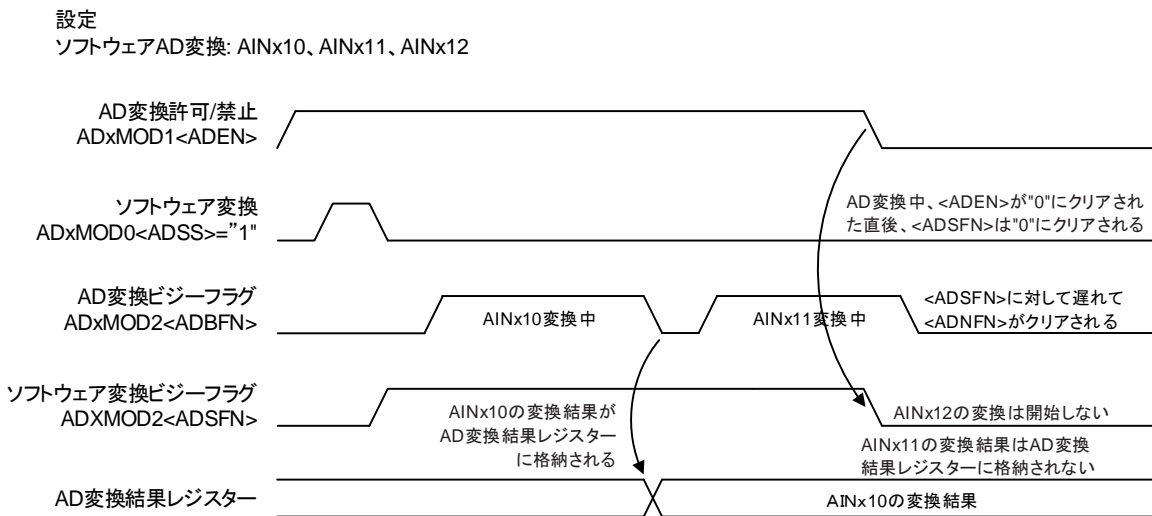 設定
ソフトウェアAD変換: AINx10、AINx11、AINx12
AD変換許可/禁止
ADxMOD1<ADEN>
ソフトウェア変換
ADxMOD0<ADSS>=”1"
AD変換中、<ADEN>が"0"にクリアされ
た直後、<ADSFN>は"0"にクリアされる
AD変換ビジーフラグ
ADxMOD2<ADBFN>
AINx10変換中
AINx11変換中
<ADSFN>に対して遅れて
<ADNFN>がクリアされる
ソフトウェア変換ビジーフラグ
ADXMOD2<ADSFN>
AINx10の変換結果が
AD変換結果レジスター
に格納される
AINx12の変換は開始しない
AINx11の変換結果はAD変換
結果レジスターに格納されない
AD変換結果レジスター
AINx10の変換結果